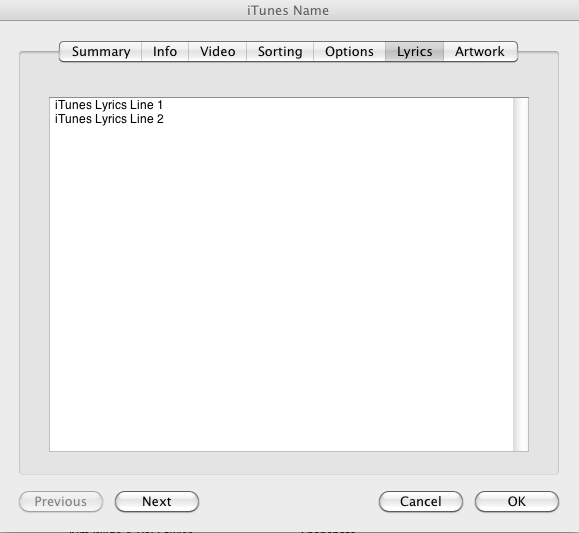 iTunes Name
Summary Info Video Sorting Options Lyrics Artwork
iTunes Lyrics Line 1
iTunes Lyrics Line 2
Previous Next Cancel OK